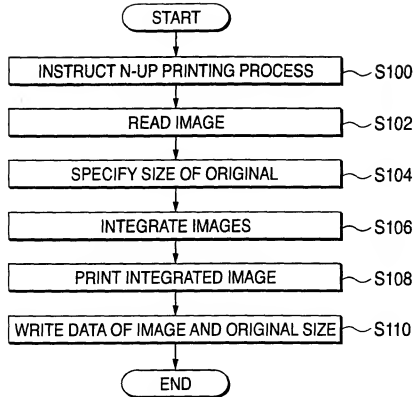 START
INSTRUCT N-UP PRINTING PROCESS S100
READ IMAGE S102
SPECIFY SIZE OF ORIGINAL S104
INTEGRATE IMAGES S106
PRINT INTEGRATED IMAGE S108
WRITE DATA OF IMAGE AND ORIGINAL SIZE S110
END